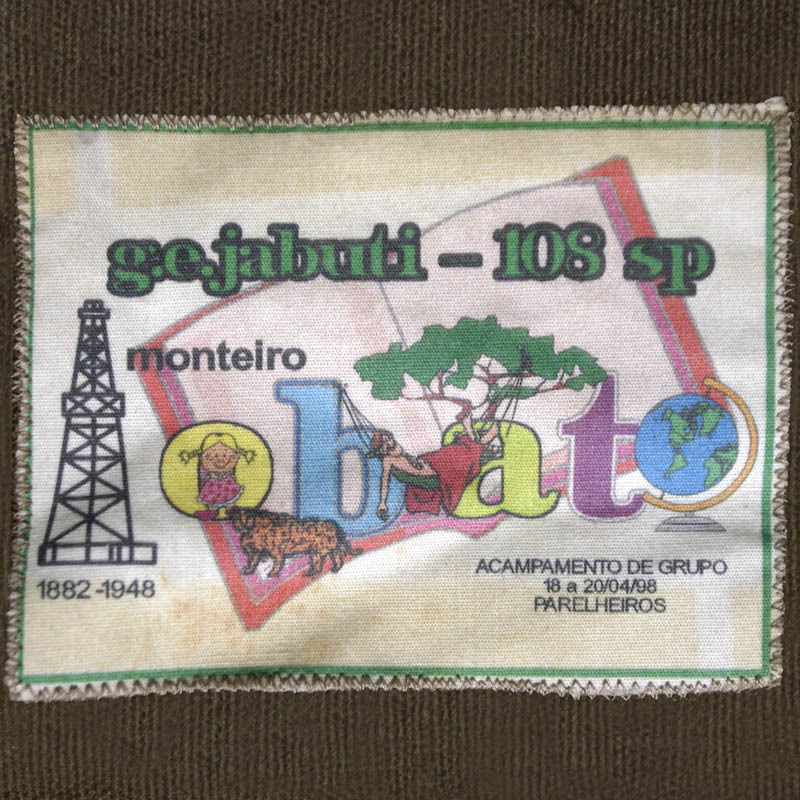 g.e.jabuti - 108 sp
monteiro
lobato
1882-1948
ACAMPAMENTO DE GRUPO
18 a 20/04/98
PARELHEIROS